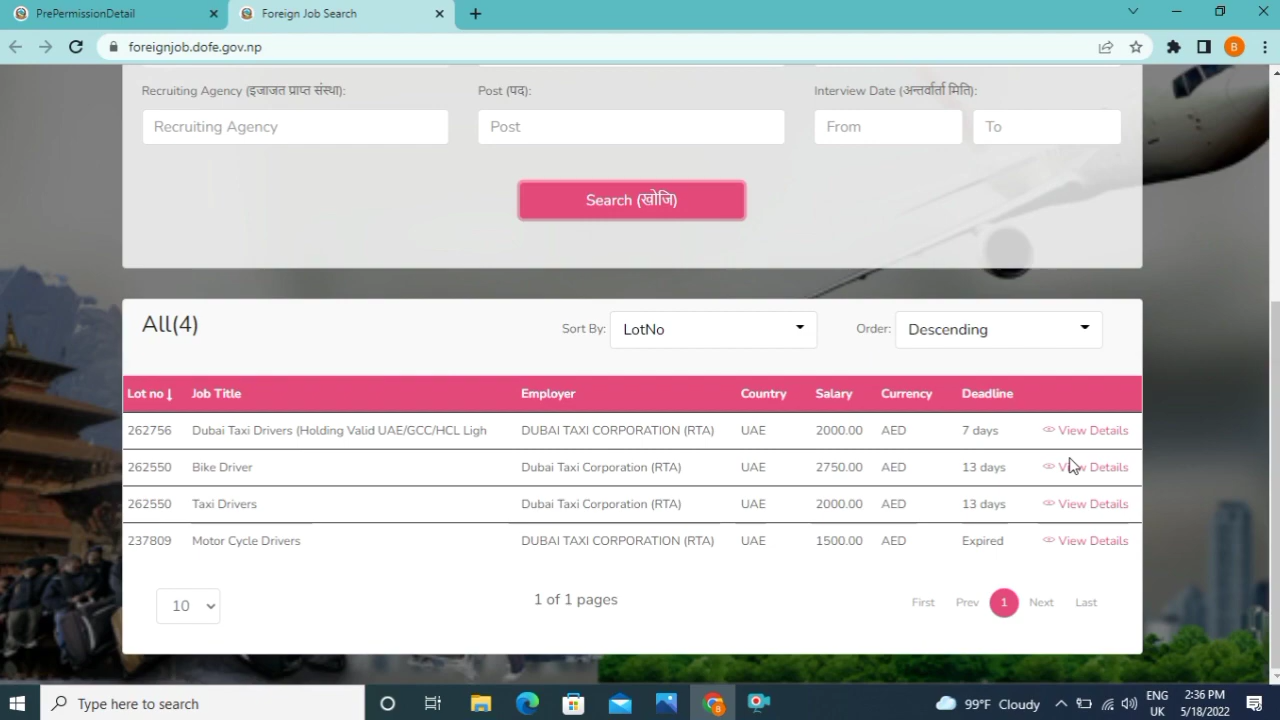 PrePermissionDetail
Foreign Job Search
foreignjob.dofe.gov.np
B
Recruiting Agency (इजाजत प्राप्त संस्था): Post (पद): Interview Date (अन्तर्वार्ता मिति):
Recruiting Agency Post From To
Search (खोजि)
All(4) Sort By: LotNo Order: Descending
Lot no Job Title Employer Country Salary Currency Deadline
262756 Dubai Taxi Drivers (Holding Valid UAE/GCC/HCL Ligh DUBAI TAXI CORPORATION (RTA) UAE 2000.00 AED 7 days View Details
262550 Bike Driver Dubai Taxi Corporation (RTA) UAE 2750.00 AED 13 days View Details
262550 Taxi Drivers Dubai Taxi Corporation (RTA) UAE 2000.00 AED 13 days View Details
237809 Motor Cycle Drivers DUBAI TAXI CORPORATION (RTA) UAE 1500.00 AED Expired View Details
10 1 of 1 pages First Prev 1 Next Last
Type here to search 99°F Cloudy ENG 2:36 PM
UK 5/18/2022